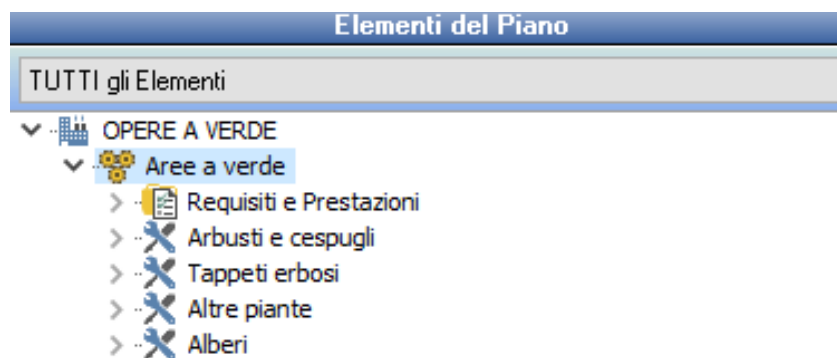 Elementi del Piano
TUTTI gli Elementi
OPERE A VERDE
Aree a verde
Requisiti e Prestazioni
Arbusti e cespugli
Tappeti erbosi
Altre piante
Alberi